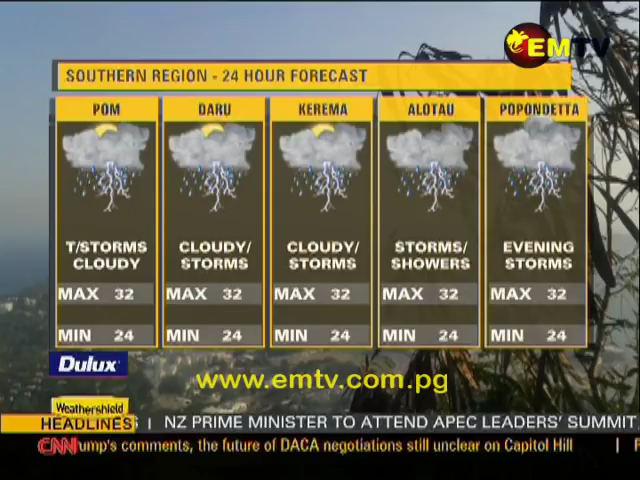 EMTV
SOUTHERN REGION - 24 HOUR FORECAST
POM
T/STORMS
CLOUDY
MAX 32
MIN 24
DARU
CLOUDY/
STORMS
MAX 32
MIN 24
KEREMA
CLOUDY/
STORMS
MAX 32
MIN 24
ALOTAU
STORMS/
SHOWERS
MAX 32
MIN 24
POPONDETTA
EVENING
STORMS
MAX 32
MIN 24
Dulux
www.emtv.com.pg
Weathershield
HEADLINES | NZ PRIME MINISTER TO ATTEND APEC LEADERS' SUMMIT,
CNN ump's comments, the future of DACA negotiations still unclear on Capitol Hill |